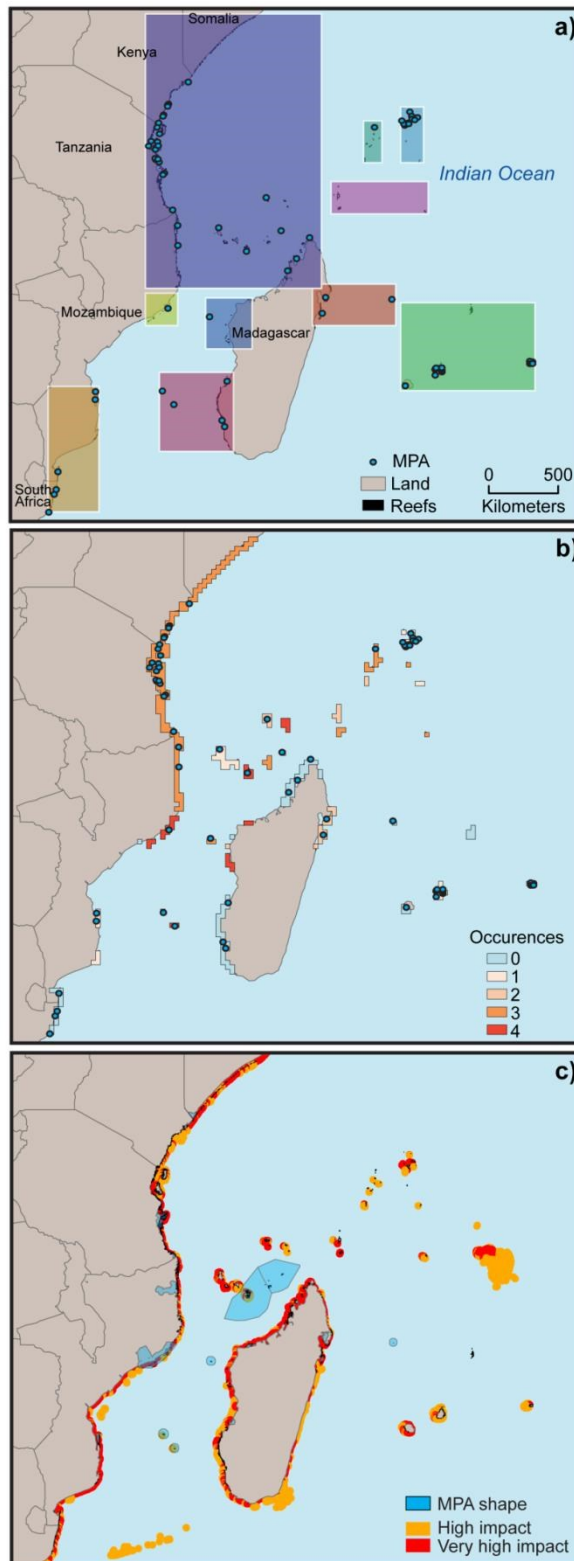 a)
Somalia
Kenya
Tanzania
Indian Ocean
Mozambique
Madagascar
South
Africa
MPA
Land
Reefs
0 500
Kilometers
b)
Occurences
0
1
2
3
4
c)
MPA shape
High impact
Very high impact